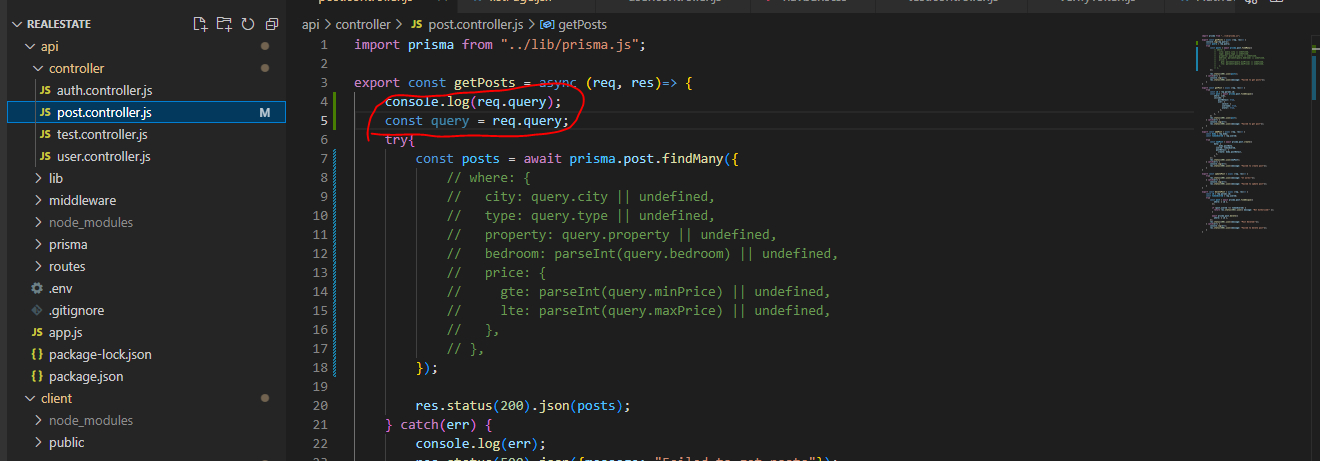 REALESTATE
api
controller
JS auth.controller.js
JS post.controller.js M
JS test.controller.js
JS user.controller.js
lib
middleware
node_modules
prisma
routes
.env
.gitignore
JS app.js
{} package-lock.json
{} package.json
client
node_modules
public
api > controller > JS post.controller.js > getPosts
1 import prisma from "../lib/prisma.js";
2
3 export const getPosts = async (req, res)=> {
4 console.log(req.query);
5 const query = req.query;
6 try{
7 const posts = await prisma.post.findMany({
8 // where: {
9 // city: query.city || undefined,
10 // type: query.type || undefined,
11 // property: query.property || undefined,
12 // bedroom: parseInt(query.bedroom) || undefined,
13 // price: {
14 // gte: parseInt(query.minPrice) || undefined,
15 // lte: parseInt(query.maxPrice) || undefined,
16 // },
17 // },
18 });
19
20 res.status(200).json(posts);
21 } catch(err) {
22 console.log(err);